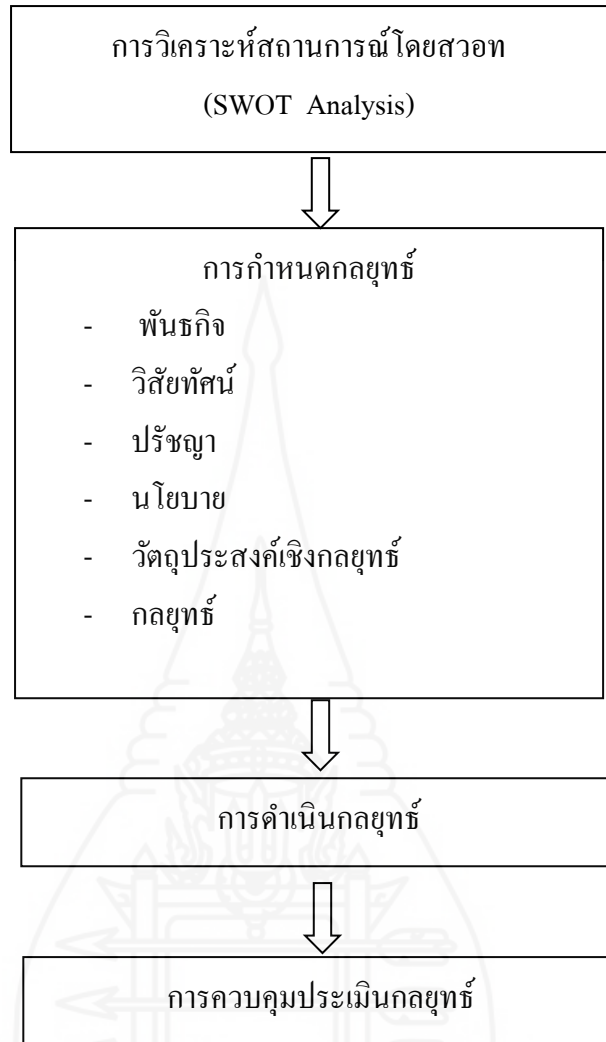 การวิเคราะห์สถานการณ์โดยสวอท
(SWOT Analysis)
การกำหนดกลยุทธ์
- พันธกิจ
- วิสัยทัศน์
- ปรัชญา
- นโยบาย
- วัตถุประสงค์เชิงกลยุทธ์
- กลยุทธ์
การดำเนินกลยุทธ์
การควบคุมประเมินกลยุทธ์